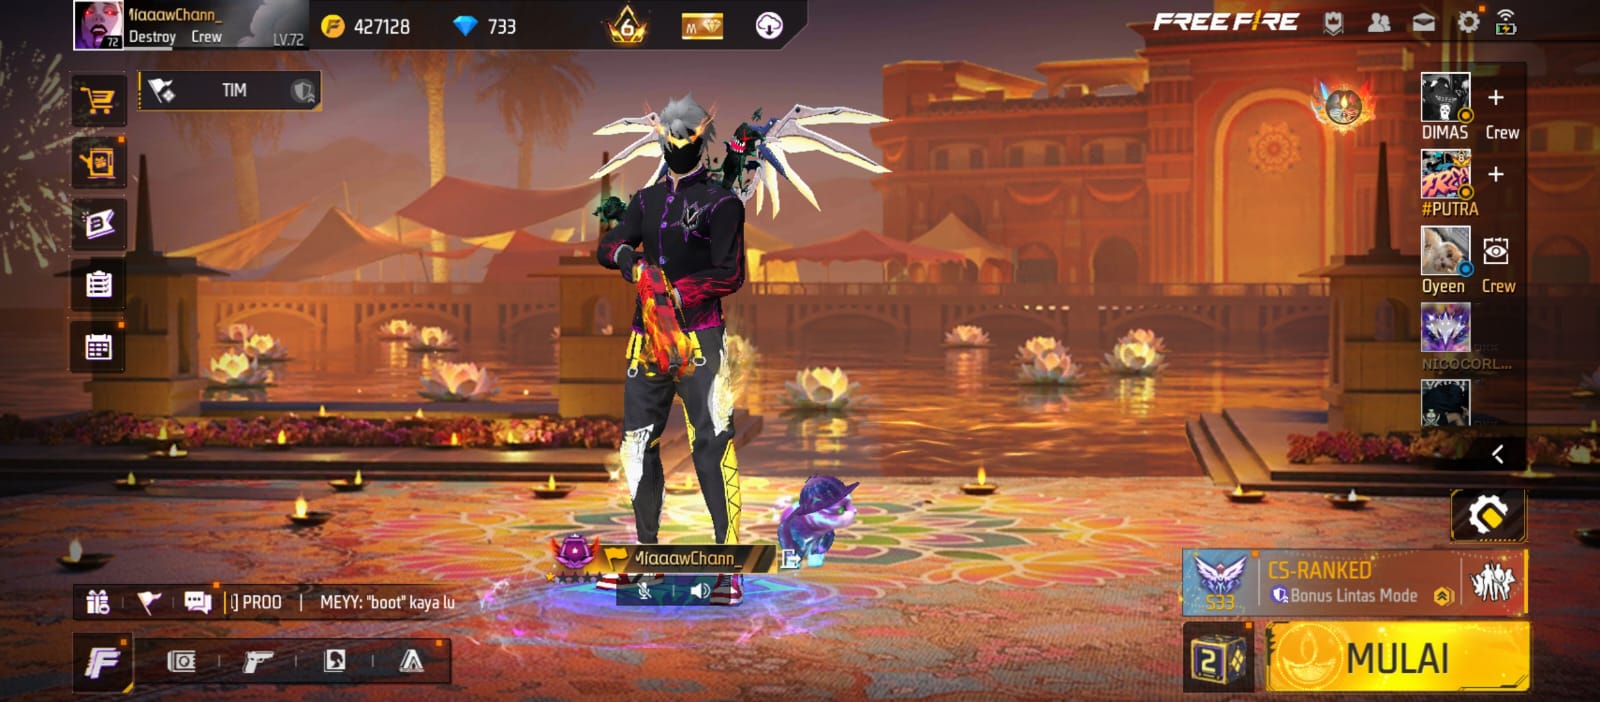 MiaaawChann_
Destroy Crew LV.72
72
427128
733
6
M
FREE FIRE
TIM
DIMAS Crew
#PUTRA
Oyeen Crew
NICOCORL...
MiaaawChann_
[] PROO | MEYY: "boot" kaya lu
CS-RANKED
S33
Bonus Lintas Mode
2
MULAI